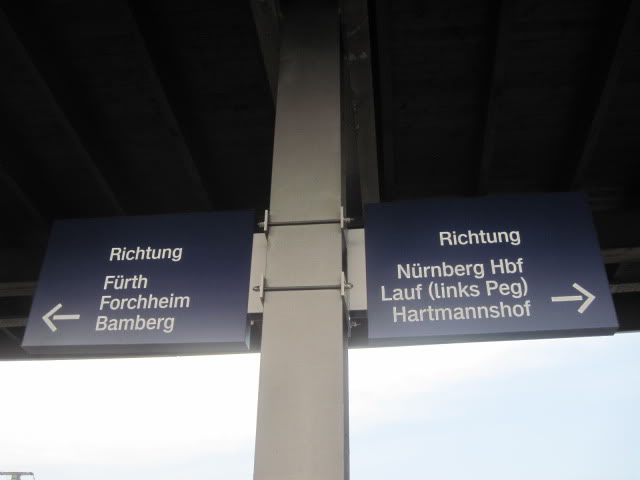 Richtung
Fürth
Forchheim
Bamberg
Richtung
Nürnberg Hbf
Lauf (links Peg)
Hartmannshof